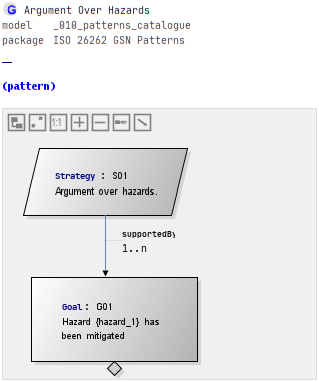 G Argument Over Hazards
model _010_patterns_catalogue
package ISO 26262 GSN Patterns
(pattern)
1:1
Strategy : S01
Argument over hazards.
supportedBy
1..n
Goal : G01
Hazard {hazard_1} has
been mitigated